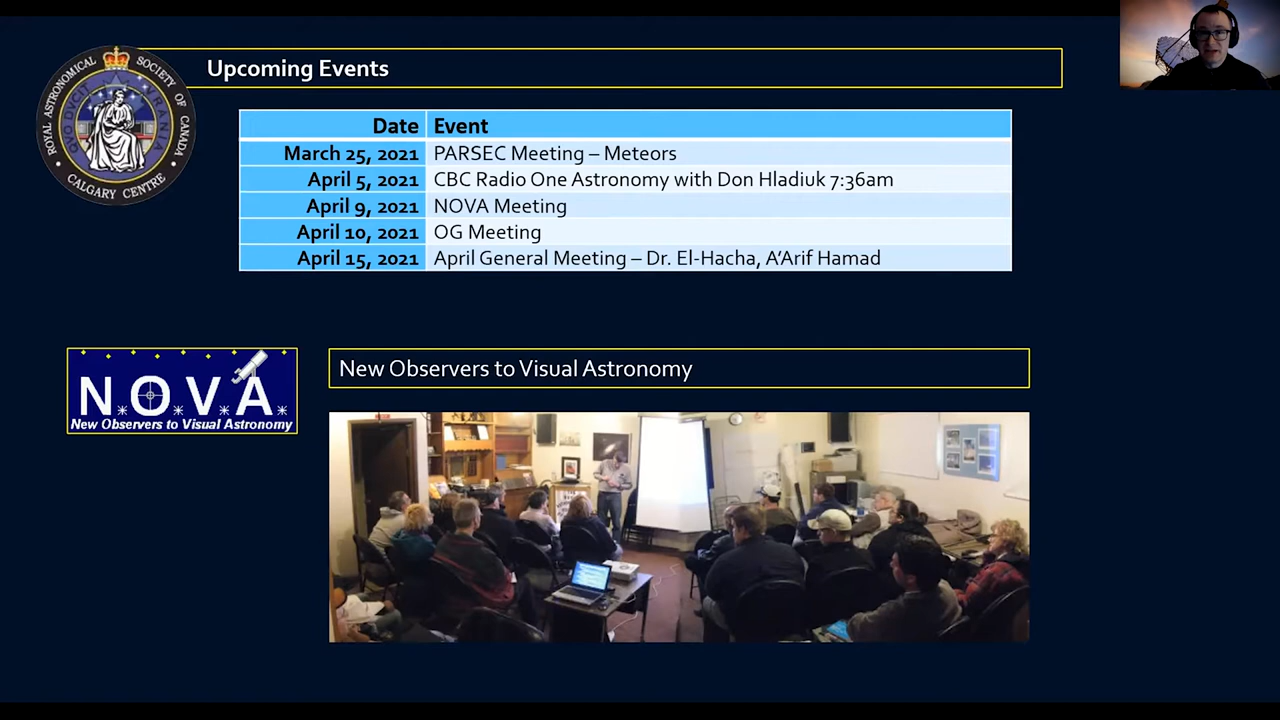 Upcoming Events
ROYAL ASTRONOMICAL SOCIETY OF CANADA
QUO DUCIT URANIA
• CALGARY CENTRE •
Date Event
March 25, 2021 PARSEC Meeting – Meteors
April 5, 2021 CBC Radio One Astronomy with Don Hladiuk 7:36am
April 9, 2021 NOVA Meeting
April 10, 2021 OG Meeting
April 15, 2021 April General Meeting – Dr. El-Hacha, A’Arif Hamad
N*O*V*A*
New Observers to Visual Astronomy
New Observers to Visual Astronomy